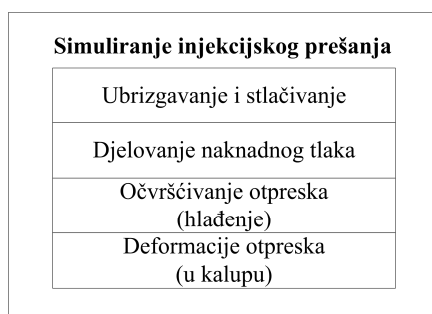 Simuliranje injekcijskog prešanja
Ubrizgavanje i stlačivanje
Djelovanje naknadnog tlaka
Očvršćivanje otpreska
(hlađenje)
Deformacije otpreska
(u kalupu)